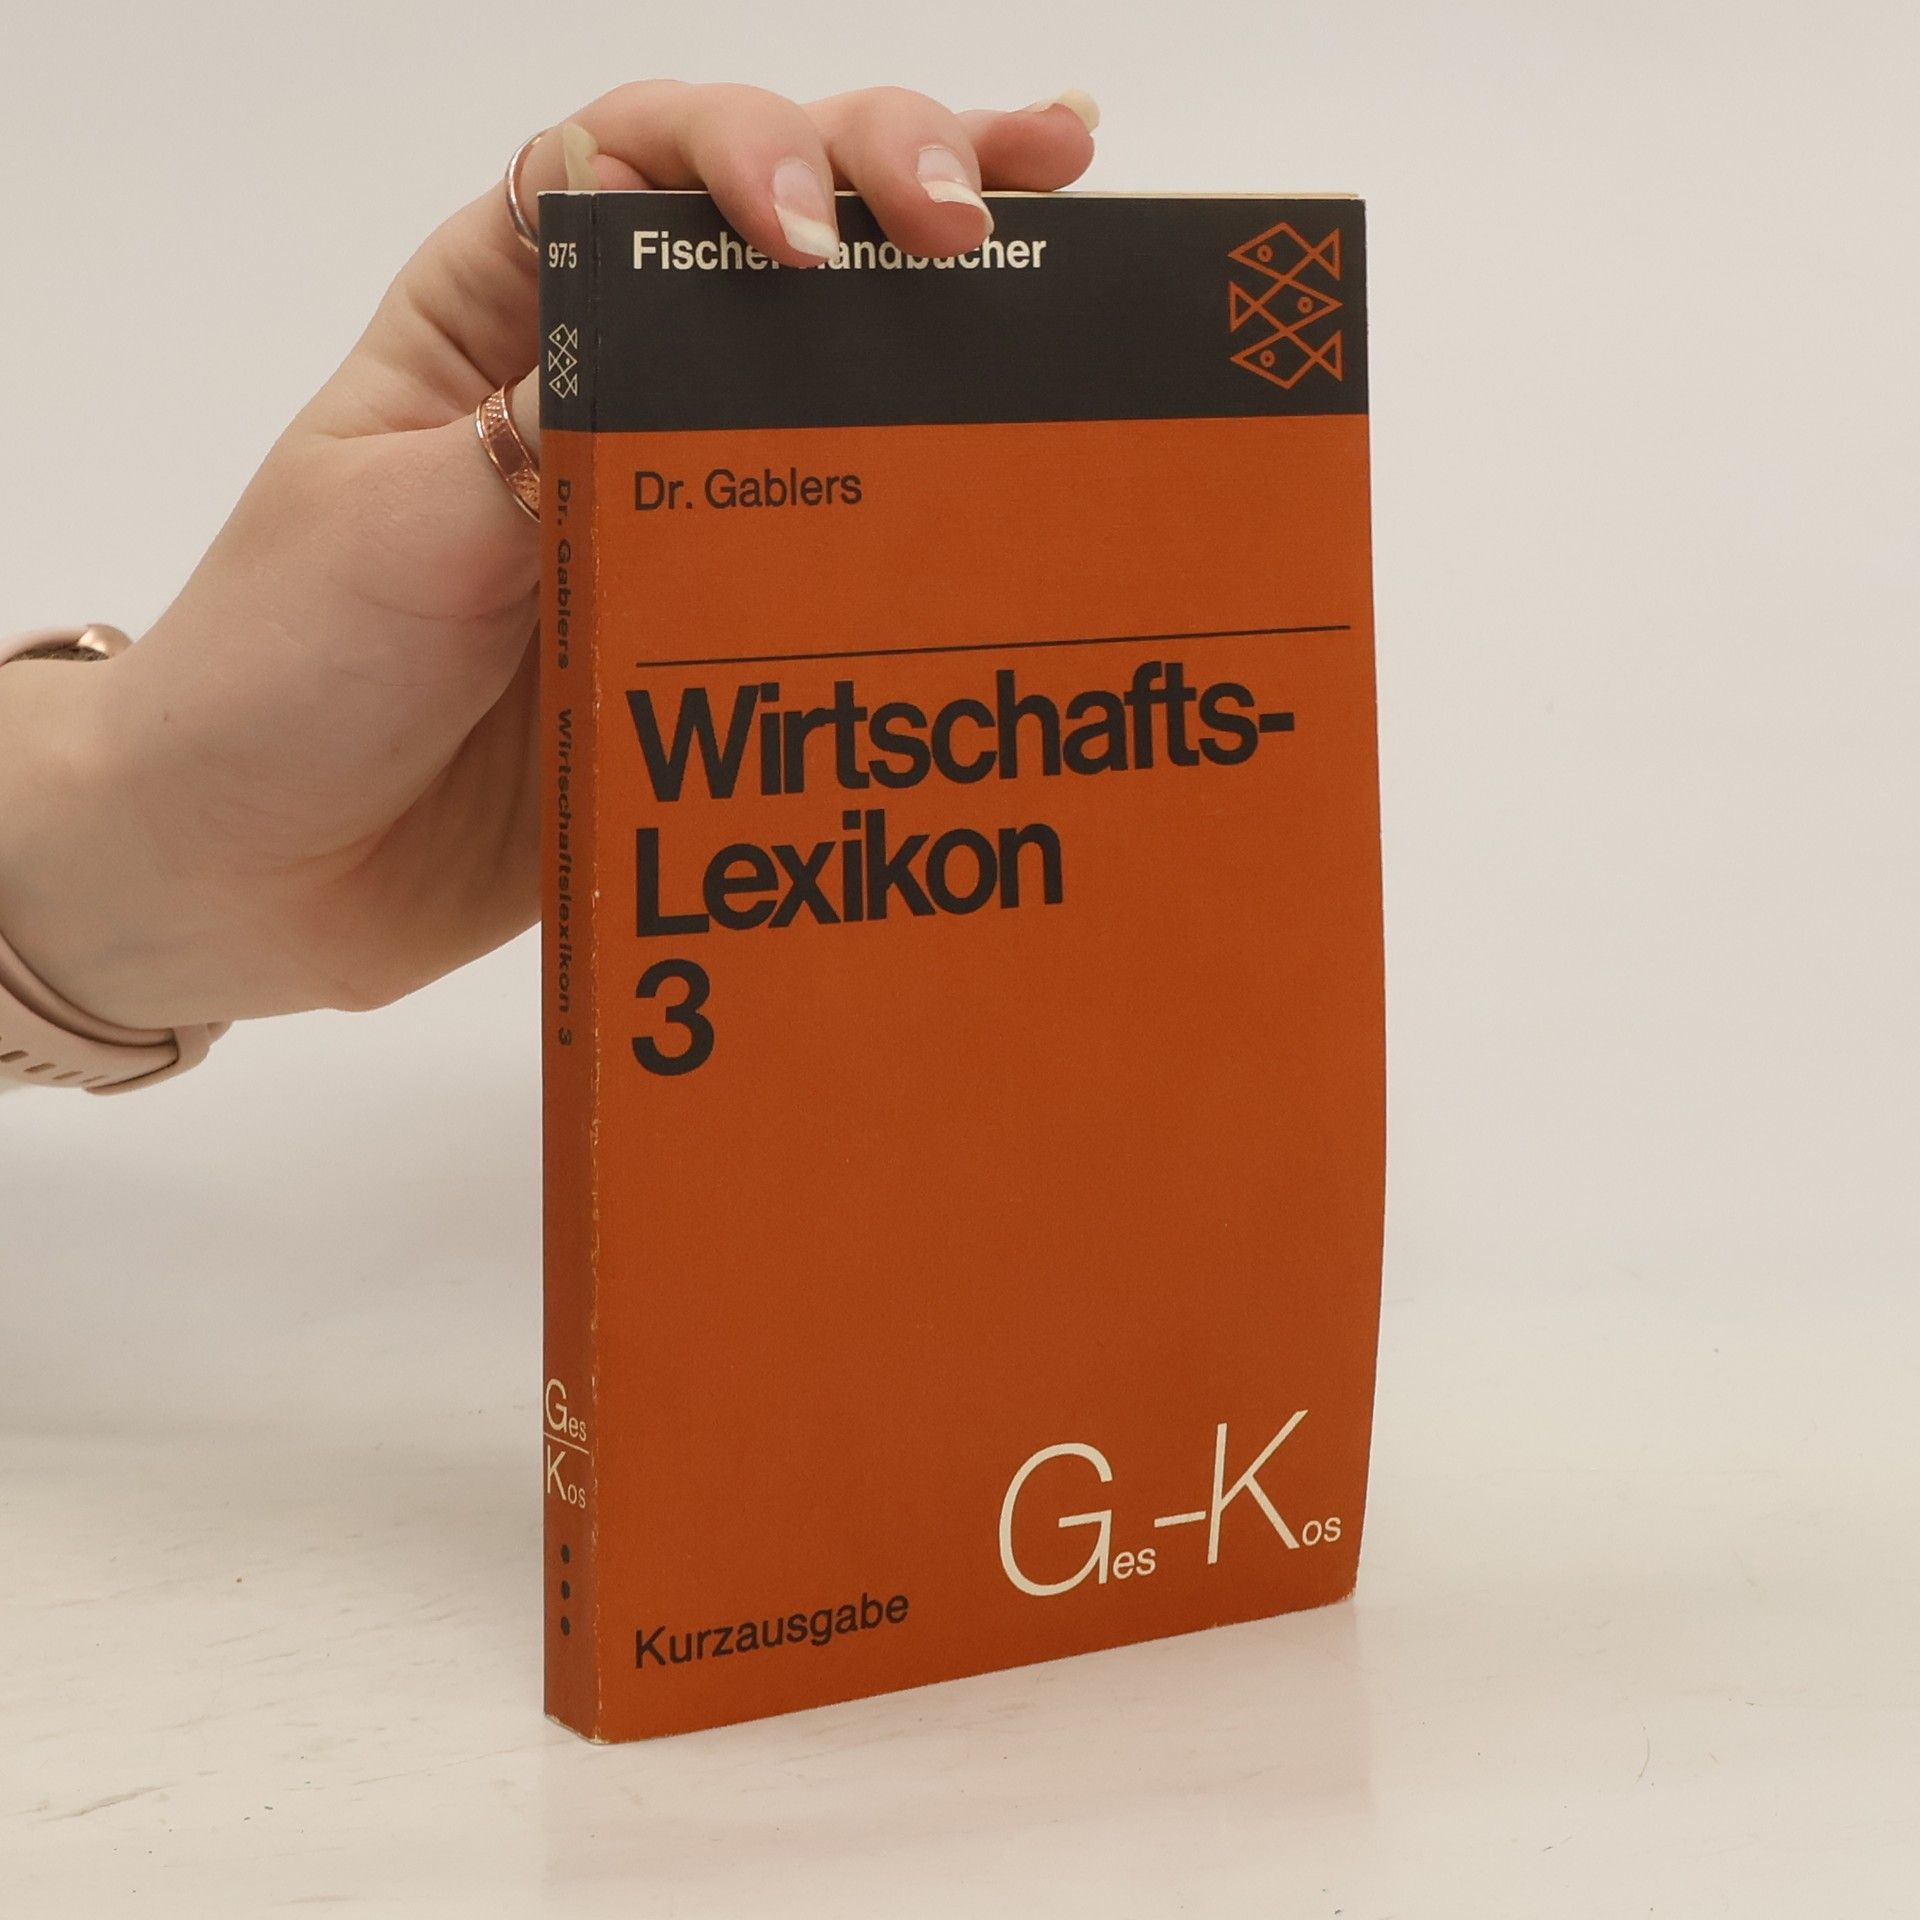 975
Dr. Gablers Wirtschaftslexikon 3
Ges
Kos
Fischer Handbücher
Dr. Gablers
Wirtschafts-
Lexikon
3
Ges–Kos
Kurzausgabe